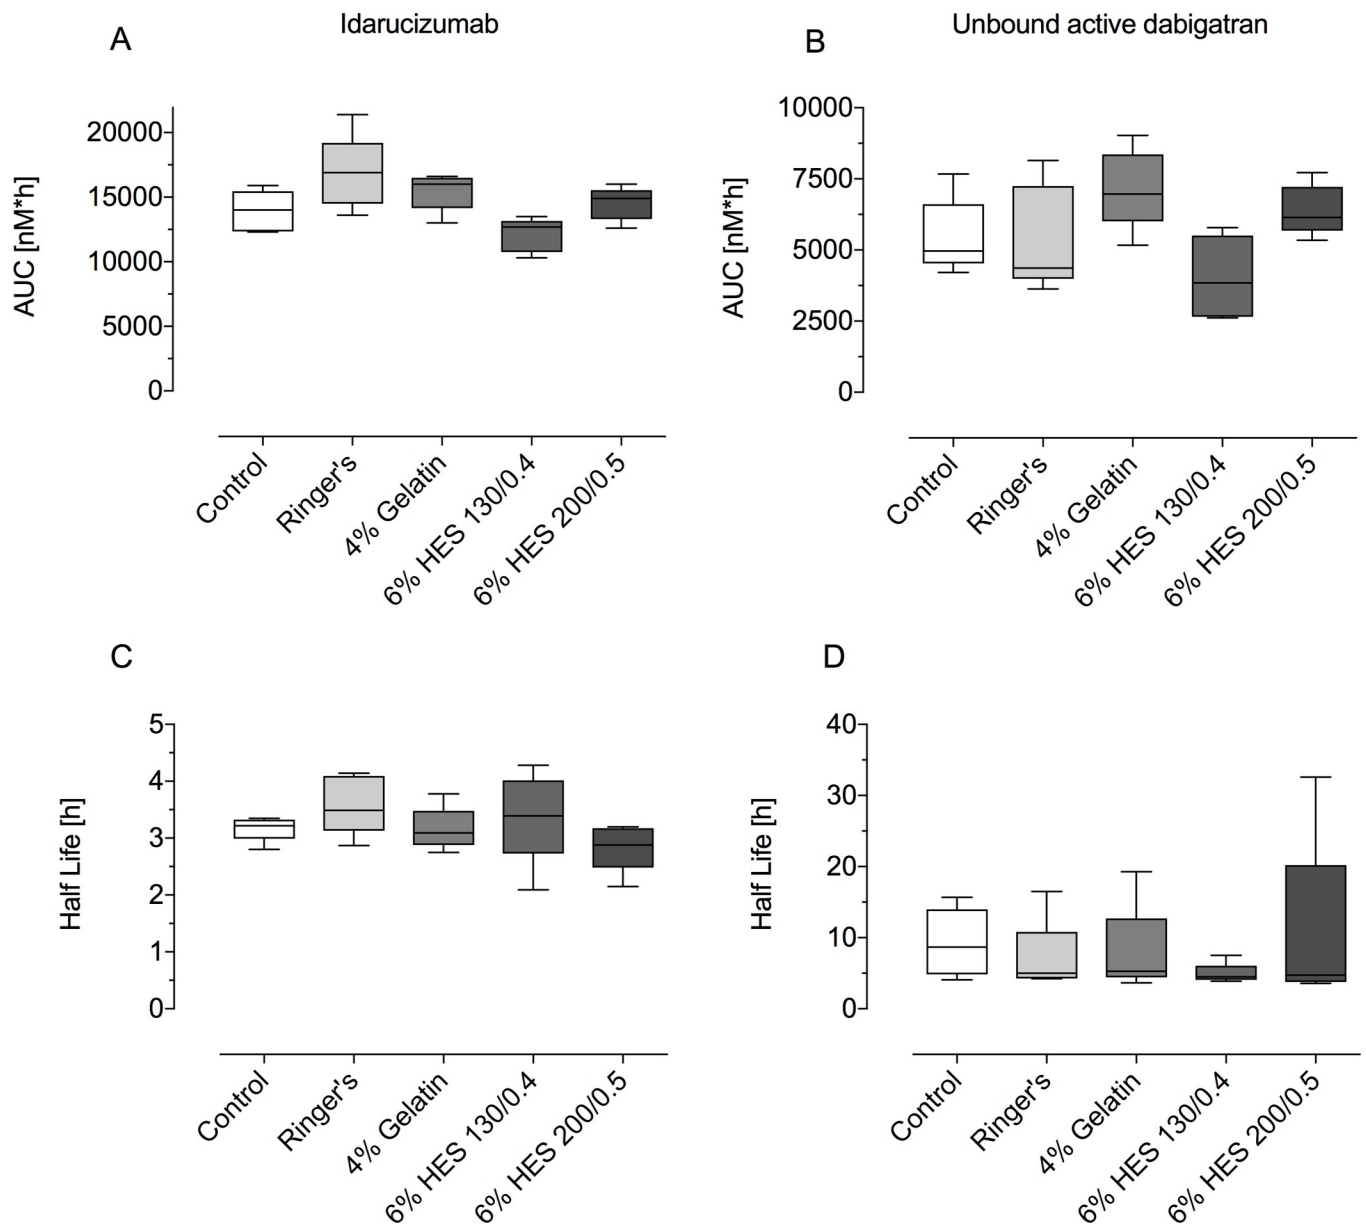 Idarucizumab
Unbound active dabigatran
A
AUC [nM*h]
20000
15000
10000
5000
0
Control
Ringer's
4% Gelatin
6% HES 130/0.4
6% HES 200/0.5
B
AUC [nM*h]
10000
7500
5000
2500
0
Control
Ringer's
4% Gelatin
6% HES 130/0.4
6% HES 200/0.5
C
Half Life [h]
5
4
3
2
1
0
Control
Ringer's
4% Gelatin
6% HES 130/0.4
6% HES 200/0.5
D
Half Life [h]
40
30
20
10
0
Control
Ringer's
4% Gelatin
6% HES 130/0.4
6% HES 200/0.5